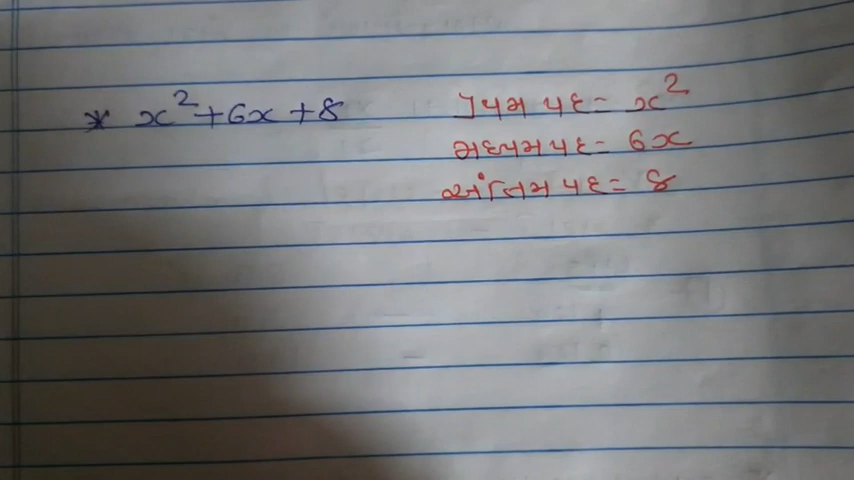 * x² + 6x + 8
પ્રથમ પદ = x²
મધ્યમ પદ = 6x
અંતિમ પદ = 8